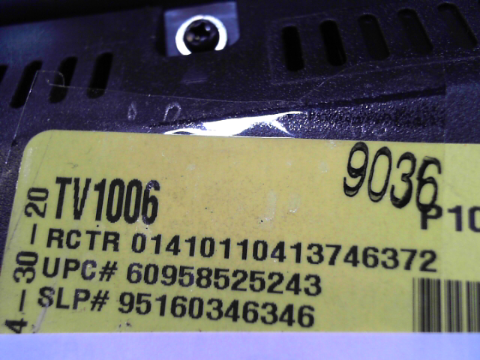 9036
TV1006
P10
RCTR 01410110413746372
UPC# 60958525243
SLP# 95160346346
4-30-20